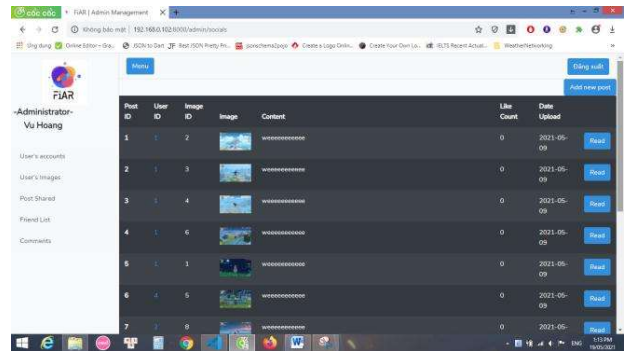 cốc cốc FiAR | Admin Management
Không bảo mật | 192.168.0.102:8000/admin/socials
Ứng dụng Online Editor - Gra... JSON to Dart Best JSON Pretty Pri... Create a Logo Onlin... Create Your Own Lo... IELTS Recent Actual... WeatherNetworking
Menu Đăng xuất
FiAR Add new post
-Administrator-
Vu Hoang
User's accounts
User's Images
Post Shared
Friend List
Comments
Post ID User ID Image ID Image Content Like Count Date Upload
1 1 2 weeeeeeeeeee 0 2021-05-09 Read
2 1 3 weeeeeeeeeee 0 2021-05-09 Read
3 1 4 weeeeeeeeeee 0 2021-05-09 Read
4 1 6 weeeeeeeeeee 0 2021-05-09 Read
5 1 1 weeeeeeeeeee 0 2021-05-09 Read
6 4 5 weeeeeeeeeee 0 2021-05-09 Read
7 8 weeeeeeeeeee 0 2021-05- Read
ENG 1:13 PM
19/05/2021